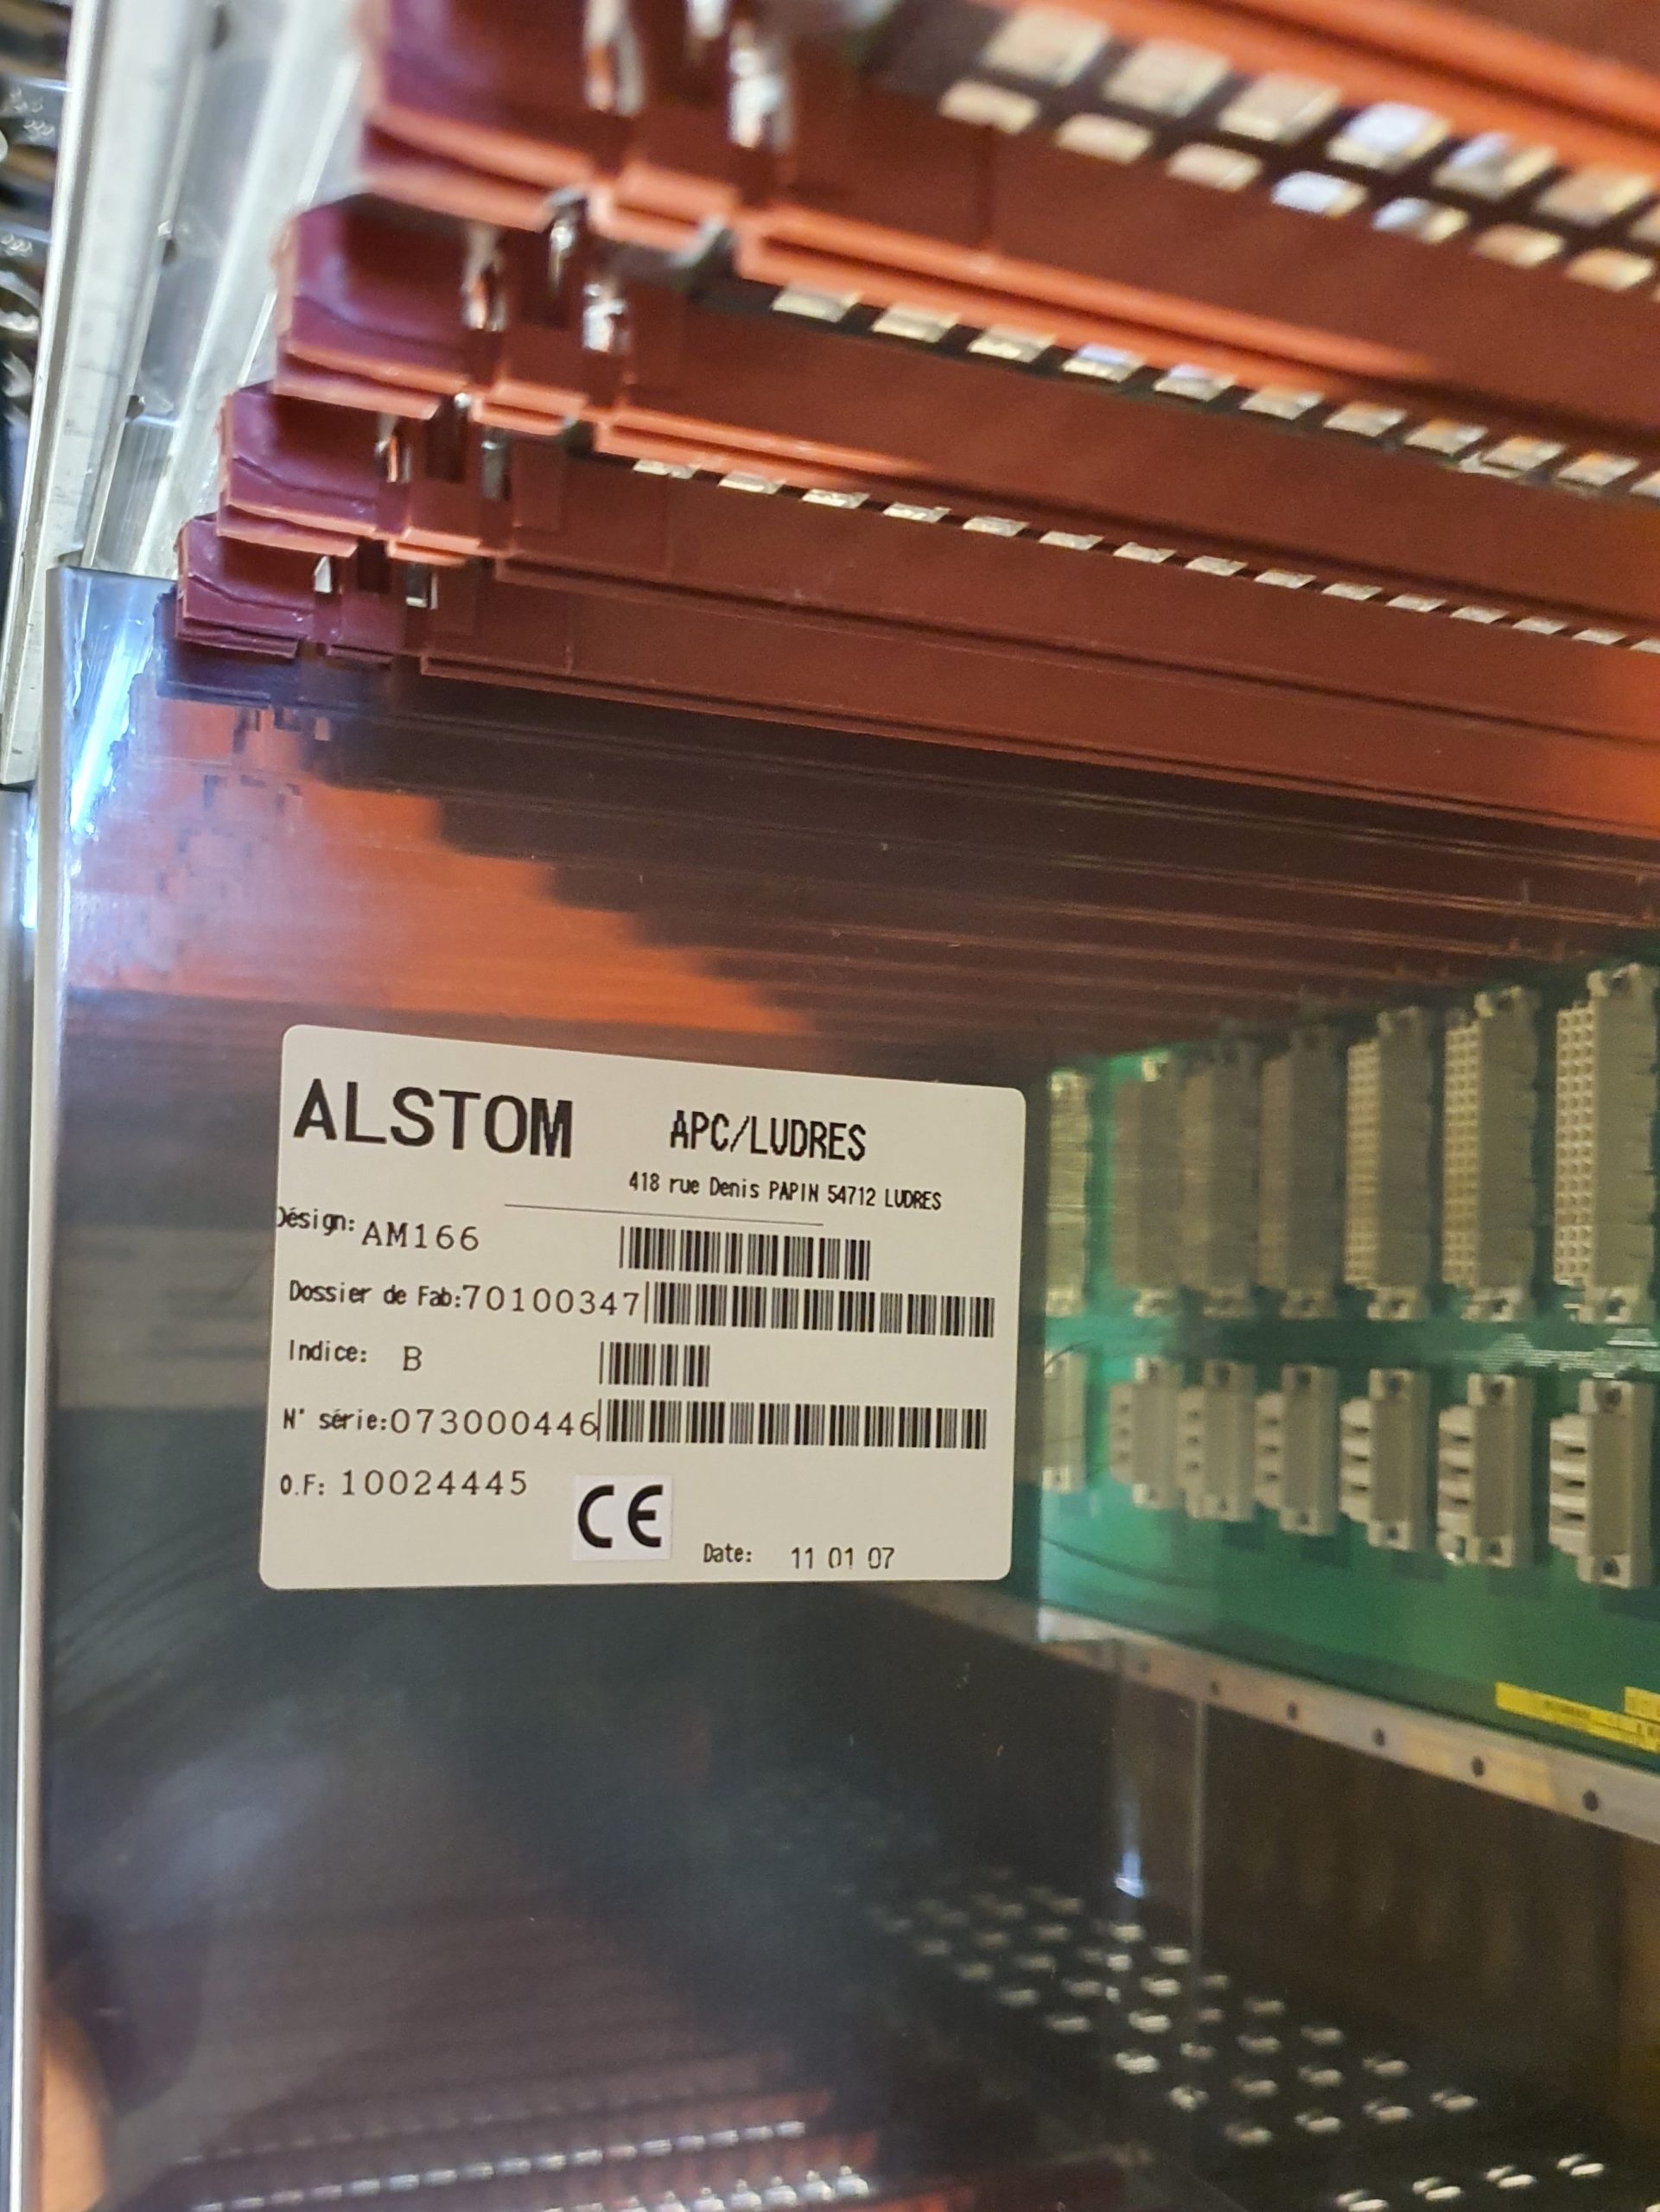 ALSTOM APC/LUDRES
418 rue Denis PAPIN 54712 LUDRES
Désign: AM166
Dossier de Fab:70100347
Indice: B
N° série:073000446
O.F: 10024445
CE
Date: 11 01 07